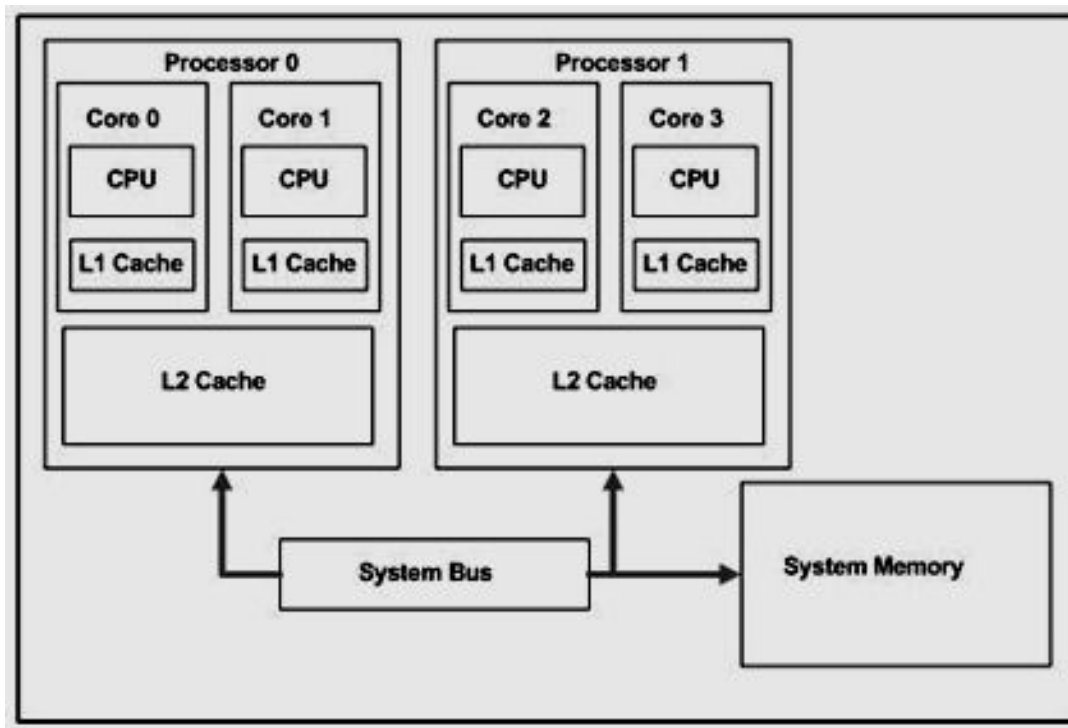 Processor 0
Core 0
CPU
L1 Cache
Core 1
CPU
L1 Cache
L2 Cache
Processor 1
Core 2
CPU
L1 Cache
Core 3
CPU
L1 Cache
L2 Cache
System Bus
System Memory